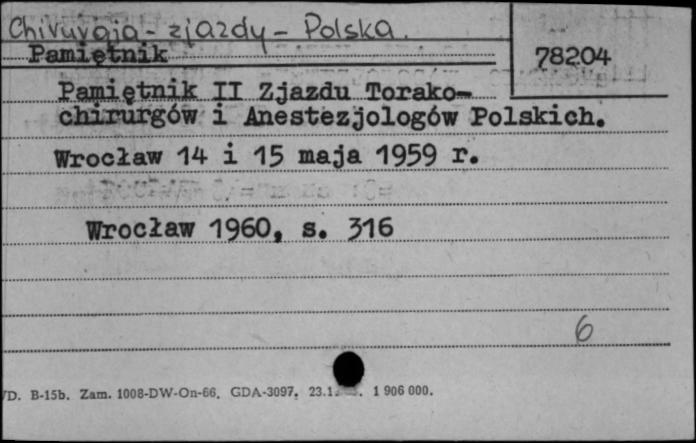 Chirurgia - zjazdy - Polska.
Pamiętnik
78204
Pamiętnik II Zjazdu Torako-
chirurgów i Anestezjologów Polskich.
Wrocław 14 i 15 maja 1959 r.
Wrocław 1960, s. 316
6
B-15b. Zam. 1008-DW-On-66. GDA-3097. 1 906 000.